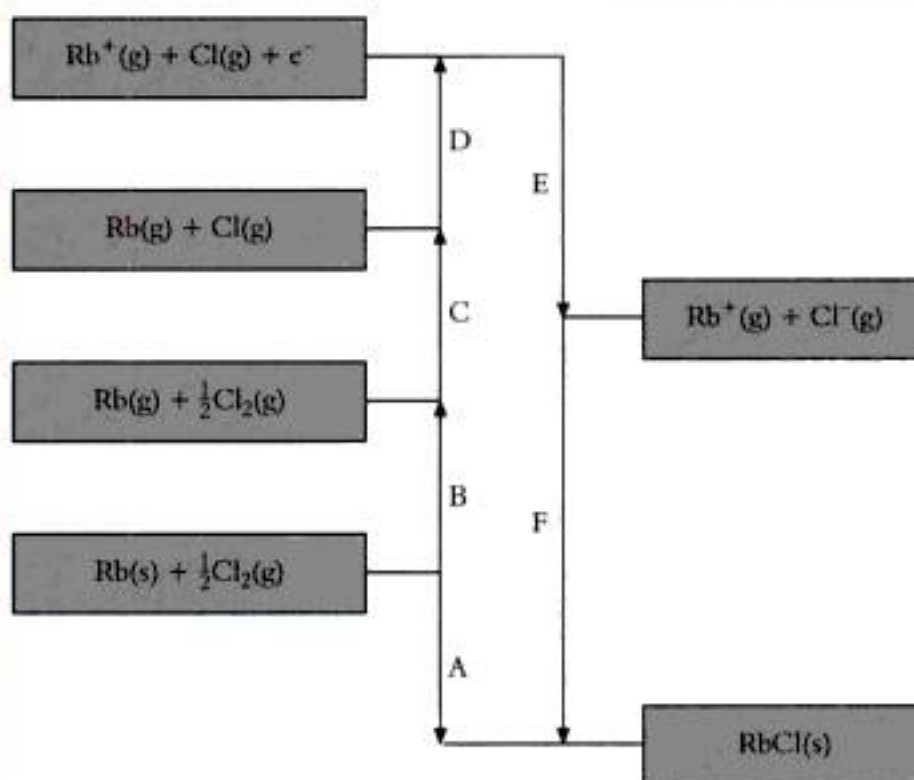 Rb⁺(g) + Cl(g) + e⁻
D
E
Rb(g) + Cl(g)
C
Rb⁺(g) + Cl⁻(g)
Rb(g) + ½Cl₂(g)
B
F
Rb(s) + ½Cl₂(g)
A
RbCl(s)